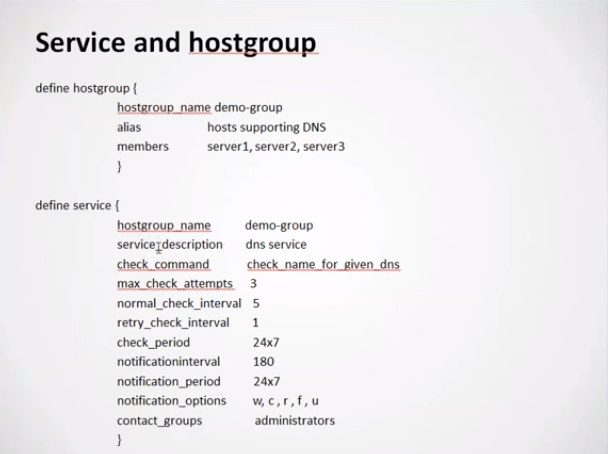 Service and hostgroup
define hostgroup {
hostgroup_name demo-group
alias hosts supporting DNS
members server1, server2, server3
}
define service {
hostgroup_name demo-group
service_description dns service
check_command check_name_for_given_dns
max_check_attempts 3
normal_check_interval 5
retry_check_interval 1
check_period 24x7
notificationinterval 180
notification_period 24x7
notification_options w, c , r , f , u
contact_groups administrators
}